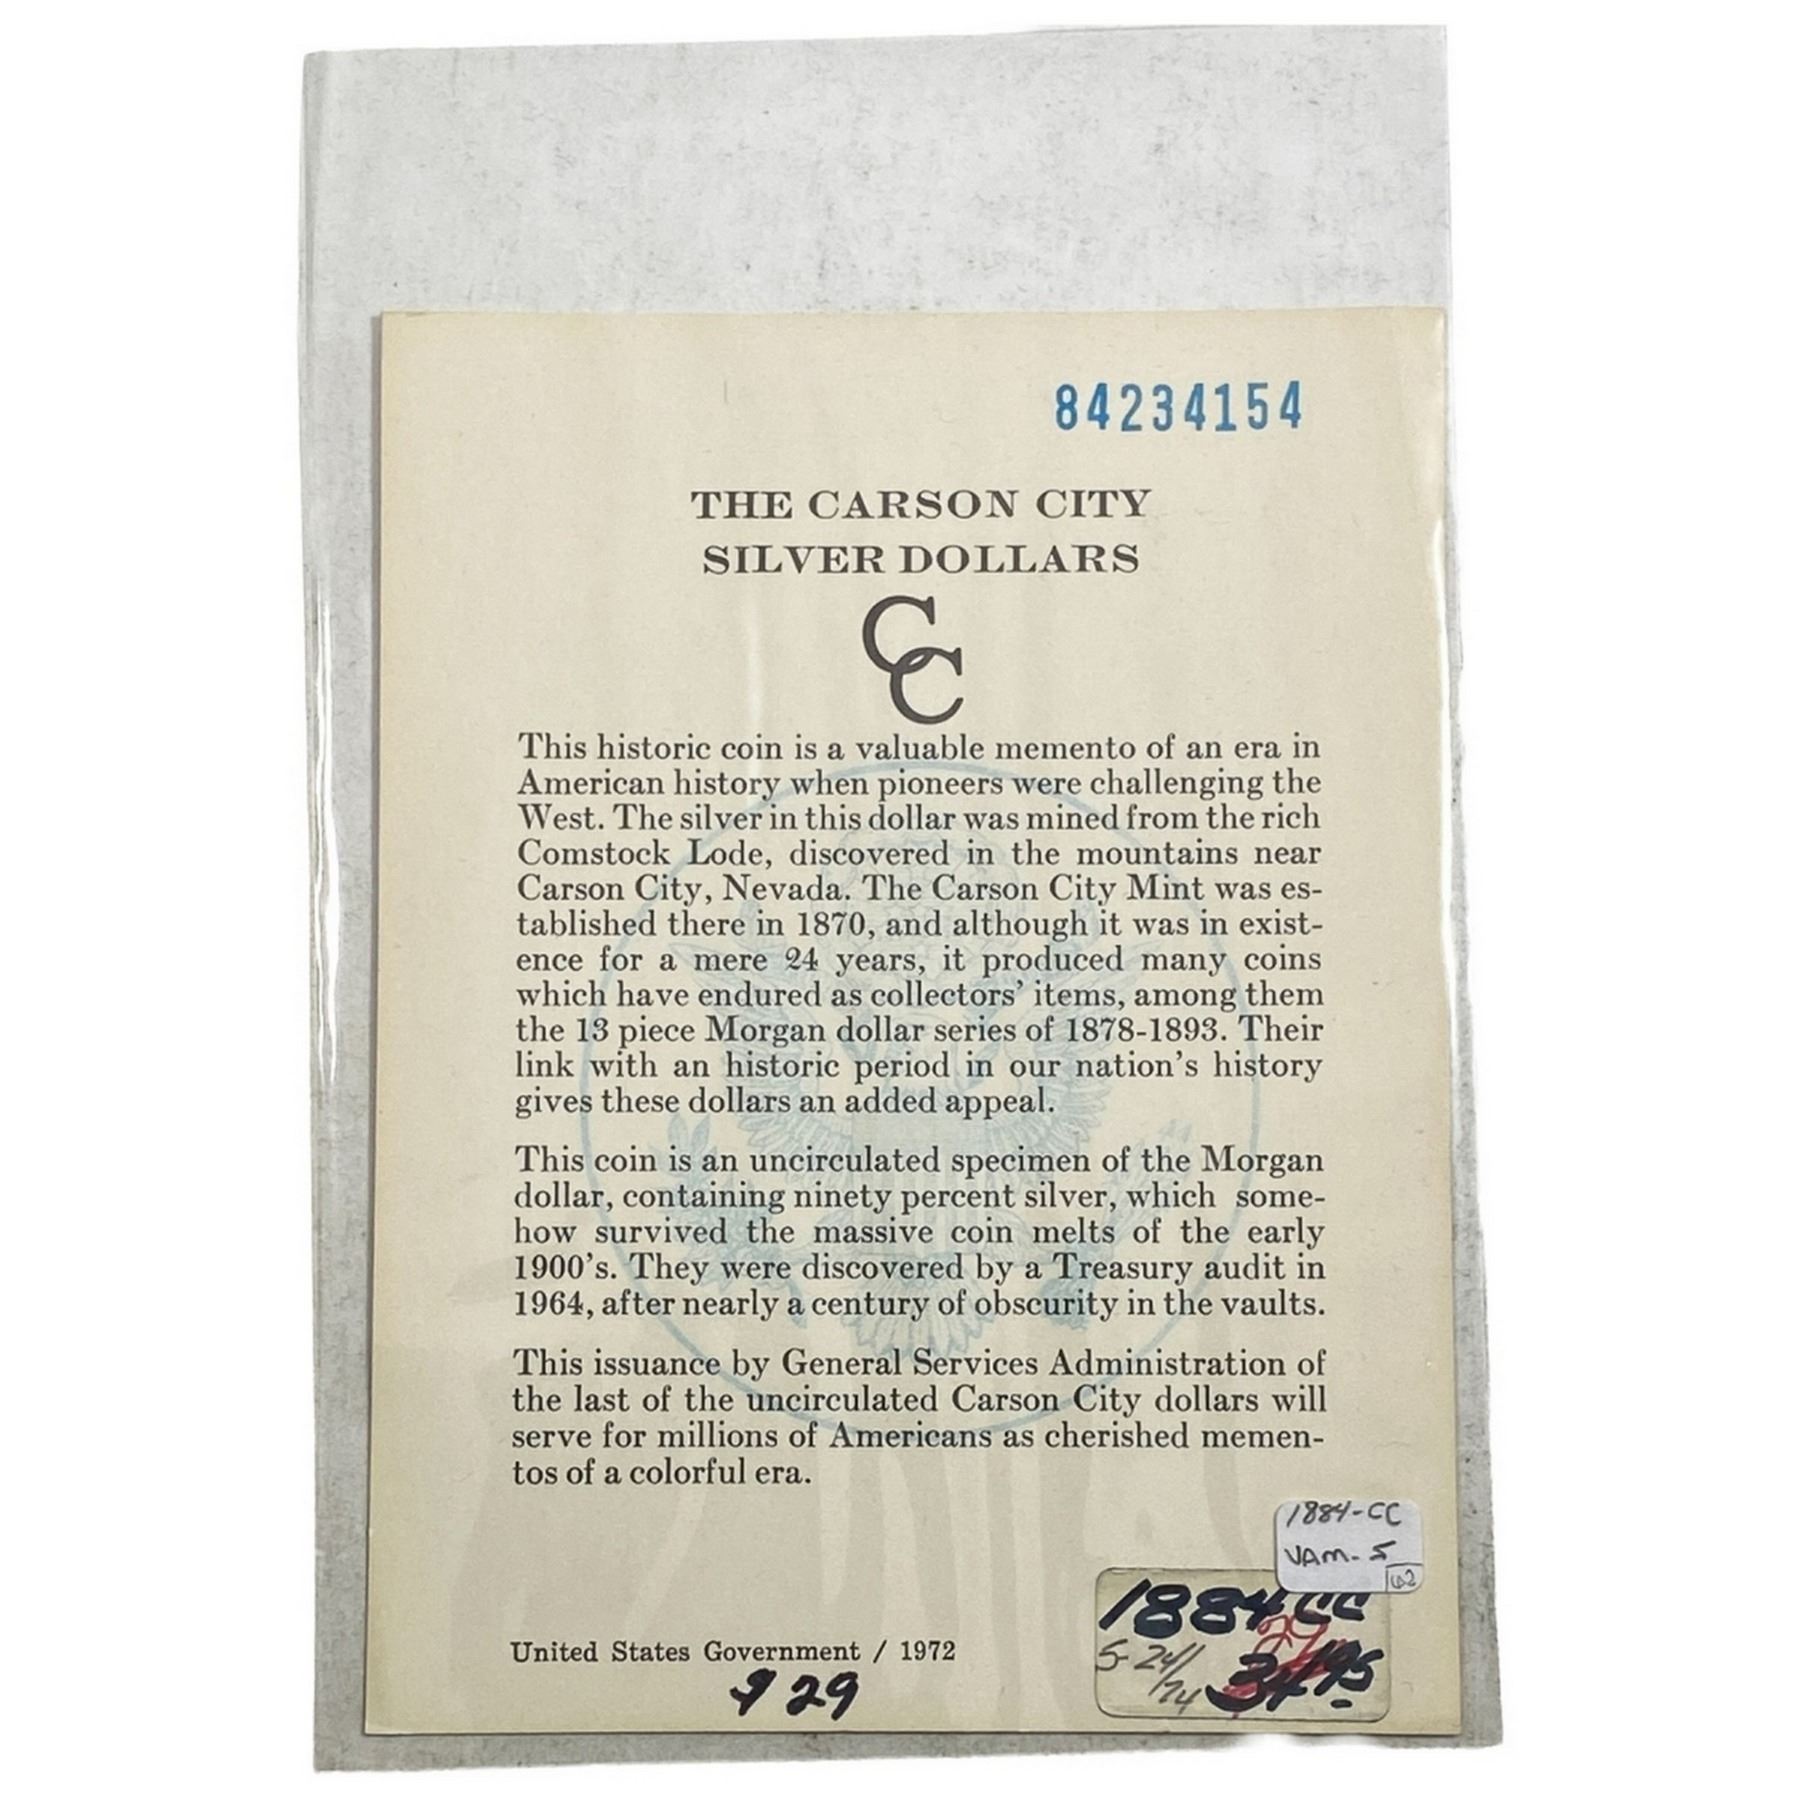 84234154
THE CARSON CITY
SILVER DOLLARS
CC
This historic coin is a valuable memento of an era in
American history when pioneers were challenging the
West. The silver in this dollar was mined from the rich
Comstock Lode, discovered in the mountains near
Carson City, Nevada. The Carson City Mint was es-
tablished there in 1870, and although it was in exist-
ence for a mere 24 years, it produced many coins
which have endured as collectors' items, among them
the 13 piece Morgan dollar series of 1878-1893. Their
link with an historic period in our nation's history
gives these dollars an added appeal.
This coin is an uncirculated specimen of the Morgan
dollar, containing ninety percent silver, which some-
how survived the massive coin melts of the early
1900's. They were discovered by a Treasury audit in
1964, after nearly a century of obscurity in the vaults.
This issuance by General Services Administration of
the last of the uncirculated Carson City dollars will
serve for millions of Americans as cherished memen-
tos of a colorful era.
1884-CC
VAM-5
62
1884 CC
5-24/74
United States Government / 1972
29